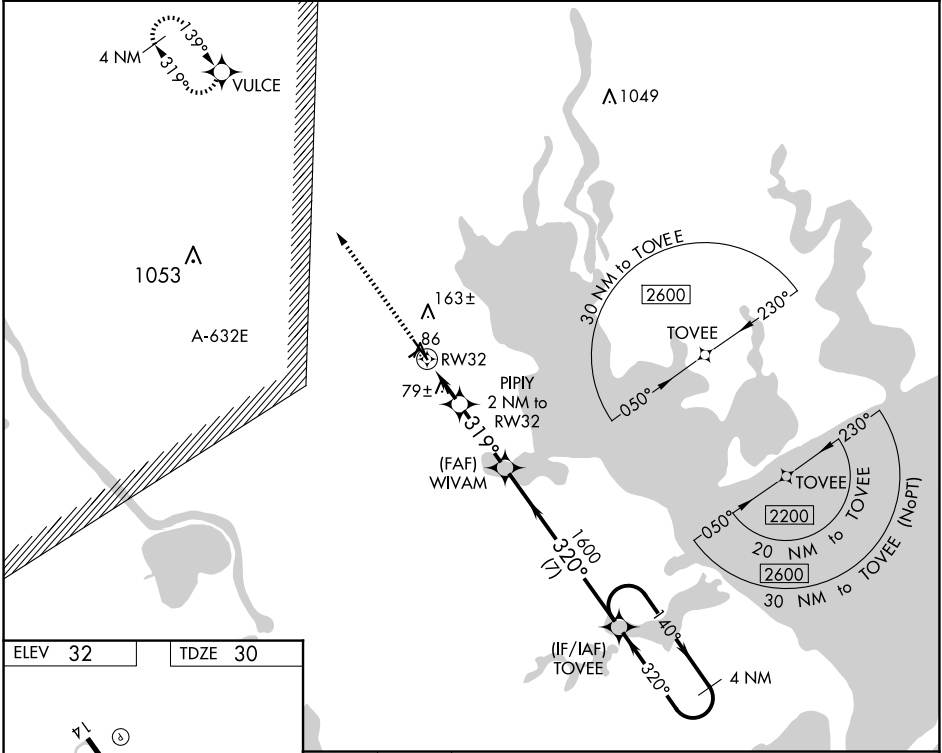 139°
4 NM
319°
VULCE
1049
1053
A-632E
30 NM to TOVEE
2600
230°
TOVEE
050°
163±
86
RW32
79±
PIPIY
2 NM to
RW32
319°
(FAF)
WIVAM
230°
TOVEE
050°
2200
20 NM to TOVEE
2600
30 NM to TOVEE (NoPT)
1600
320°
(7)
140°
(IF/IAF)
TOVEE
320°
4 NM
ELEV 32
TDZE 30
14
P